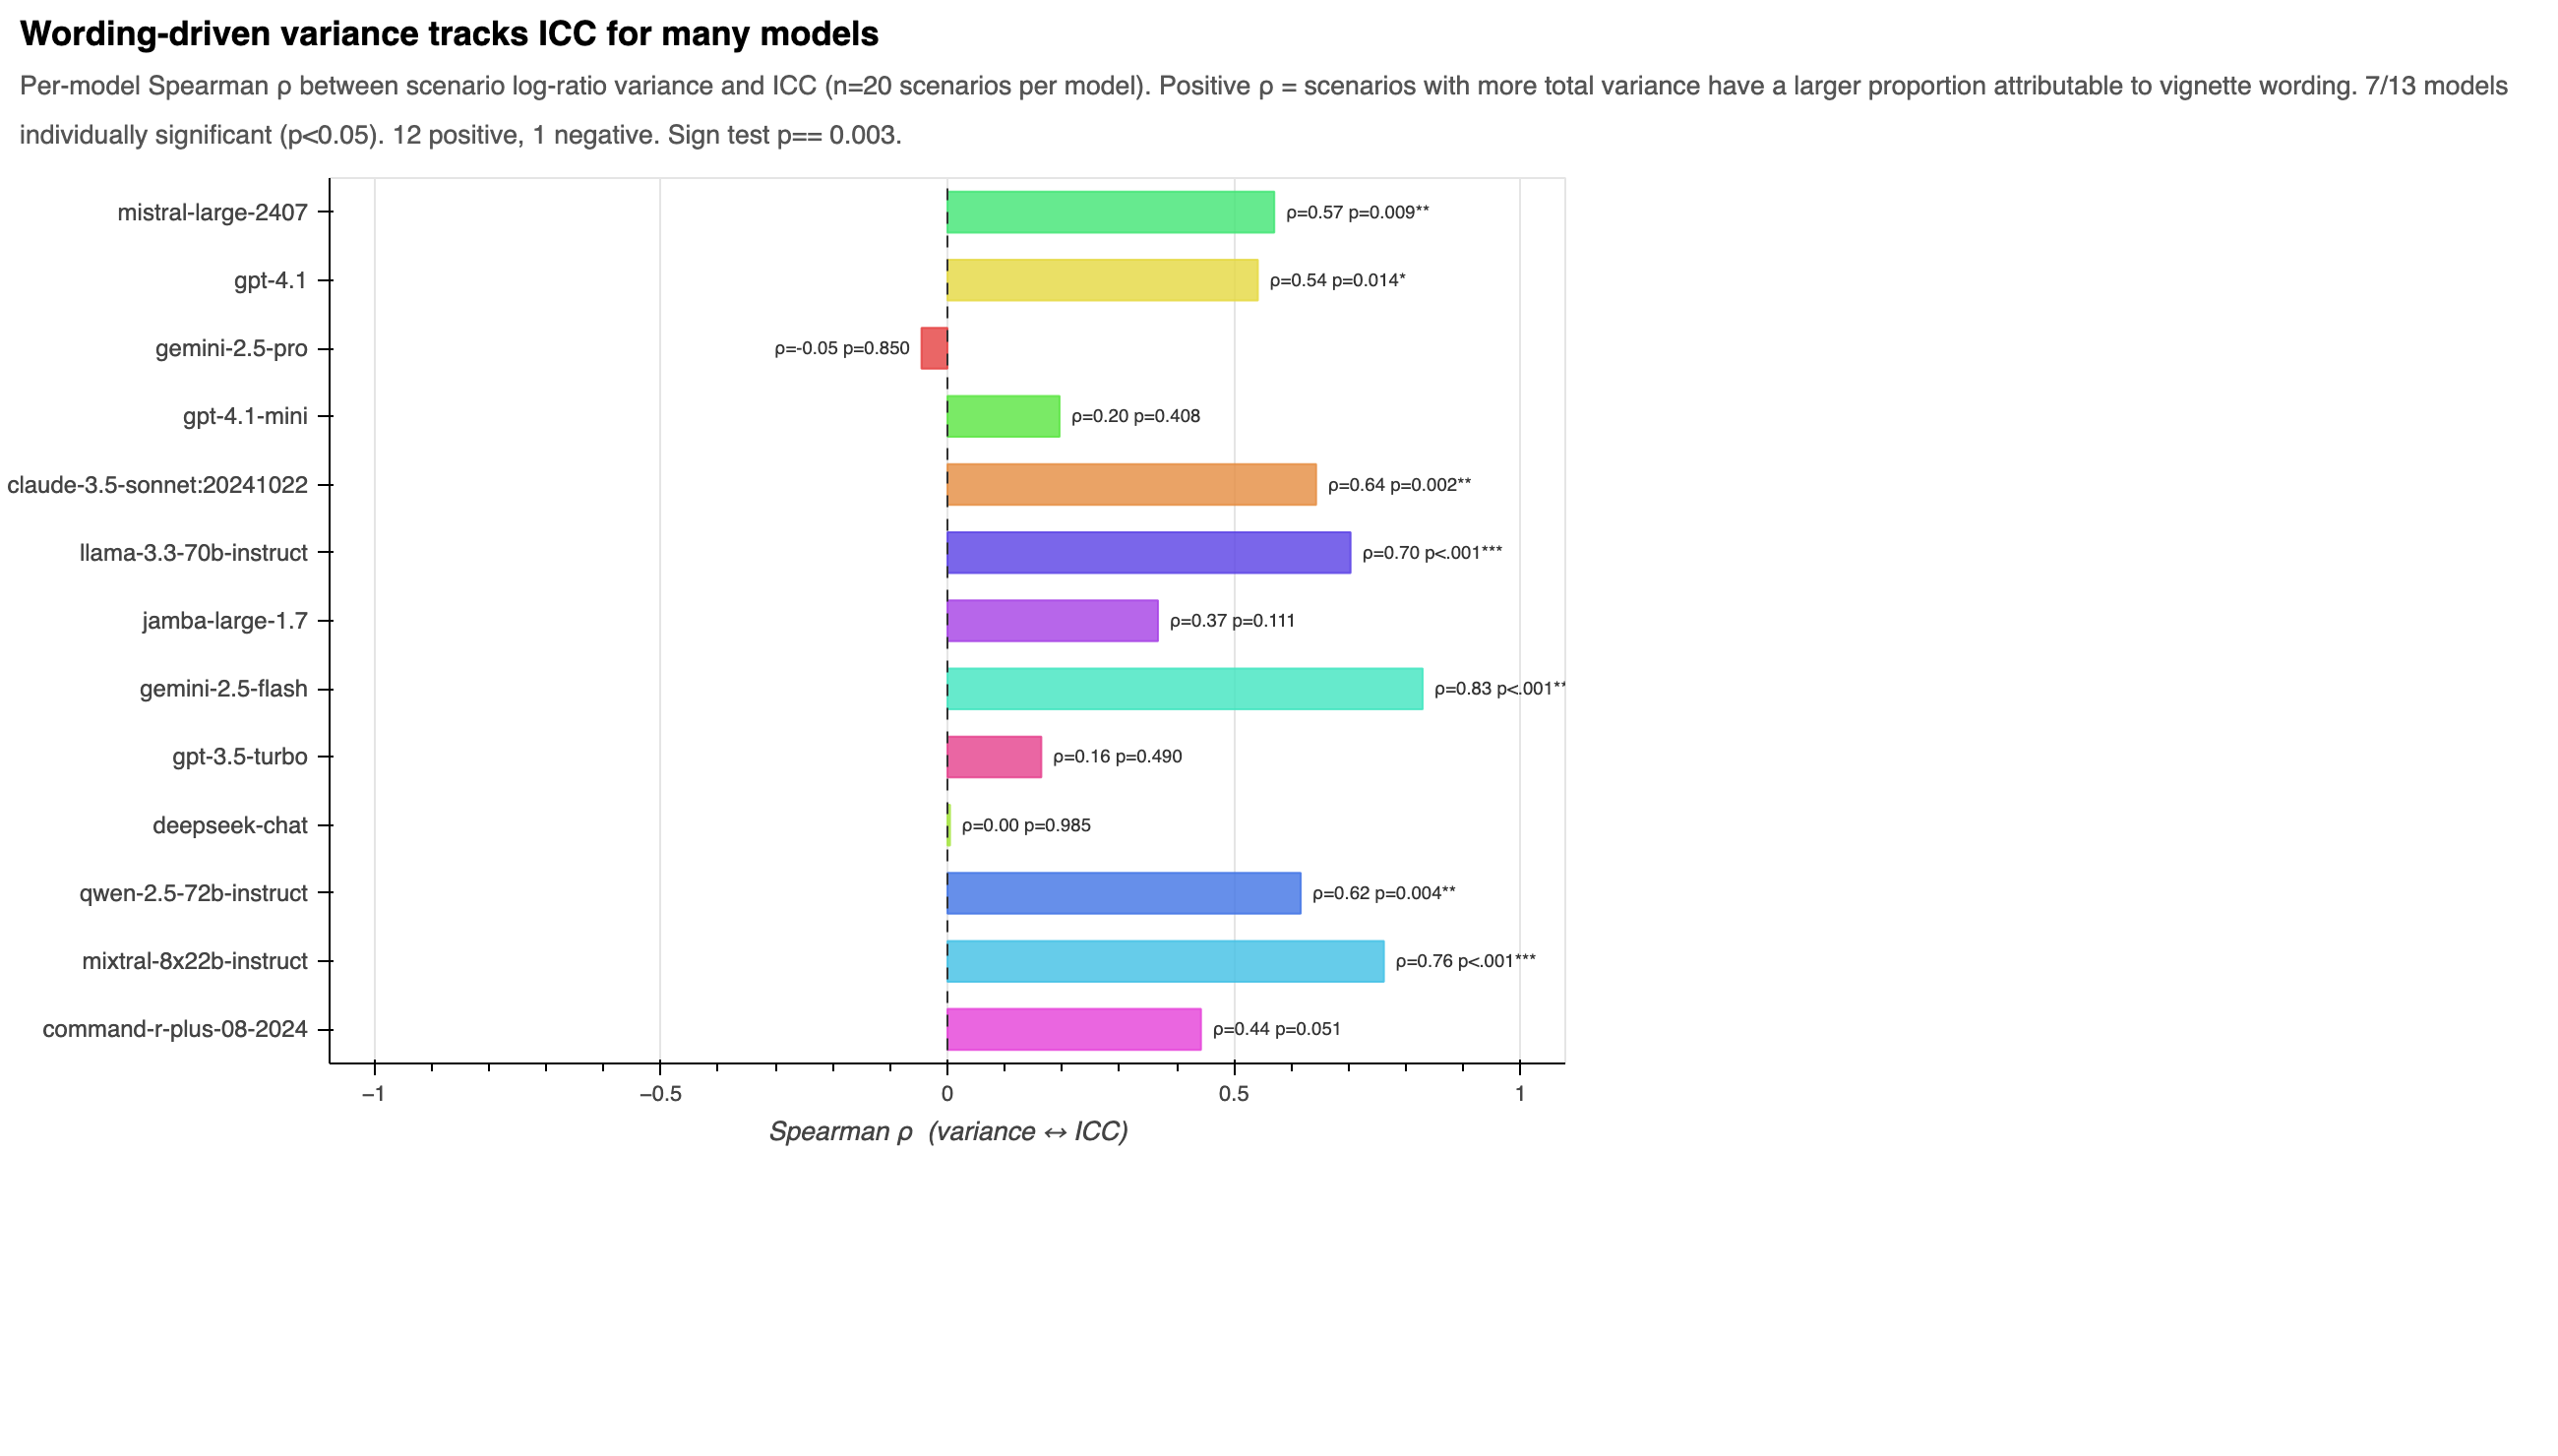 Wording-driven variance tracks ICC for many models
Per-model Spearman ρ between scenario log-ratio variance and ICC (n=20 scenarios per model). Positive ρ = scenarios with more total variance have a larger proportion attributable to vignette wording. 7/13 models
individually significant (p<0.05). 12 positive, 1 negative. Sign test p== 0.003.
mistral-large-2407 ρ=0.57 p=0.009**
gpt-4.1 ρ=0.54 p=0.014*
gemini-2.5-pro ρ=-0.05 p=0.850
gpt-4.1-mini ρ=0.20 p=0.408
claude-3.5-sonnet:20241022 ρ=0.64 p=0.002**
llama-3.3-70b-instruct ρ=0.70 p<.001***
jamba-large-1.7 ρ=0.37 p=0.111
gemini-2.5-flash ρ=0.83 p<.001**
gpt-3.5-turbo ρ=0.16 p=0.490
deepseek-chat ρ=0.00 p=0.985
qwen-2.5-72b-instruct ρ=0.62 p=0.004**
mixtral-8x22b-instruct ρ=0.76 p<.001***
command-r-plus-08-2024 ρ=0.44 p=0.051
−1 −0.5 0 0.5 1
Spearman ρ (variance ↔ ICC)